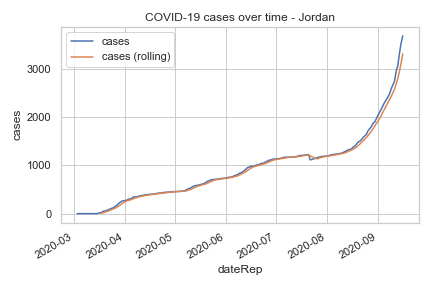 COVID-19 cases over time - Jordan
cases
cases (rolling)
cases
3000
2000
1000
0
2020-03
2020-04
2020-05
2020-06
2020-07
2020-08
2020-09
dateRep